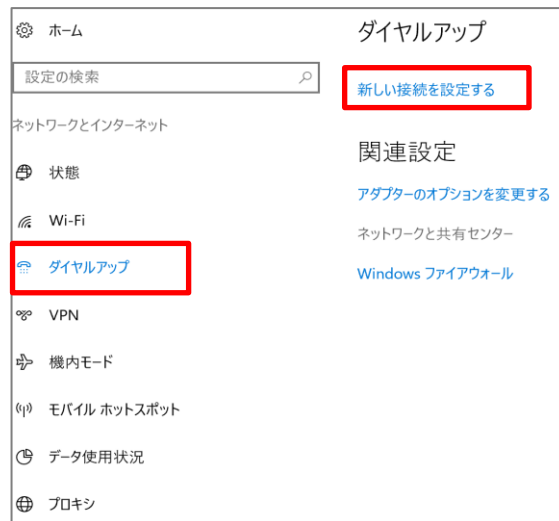 ホーム
設定の検索
ネットワークとインターネット
状態
Wi-Fi
ダイヤルアップ
VPN
機内モード
モバイル ホットスポット
データ使用状況
プロキシ
ダイヤルアップ
新しい接続を設定する
関連設定
アダプターのオプションを変更する
ネットワークと共有センター
Windows ファイアウォール